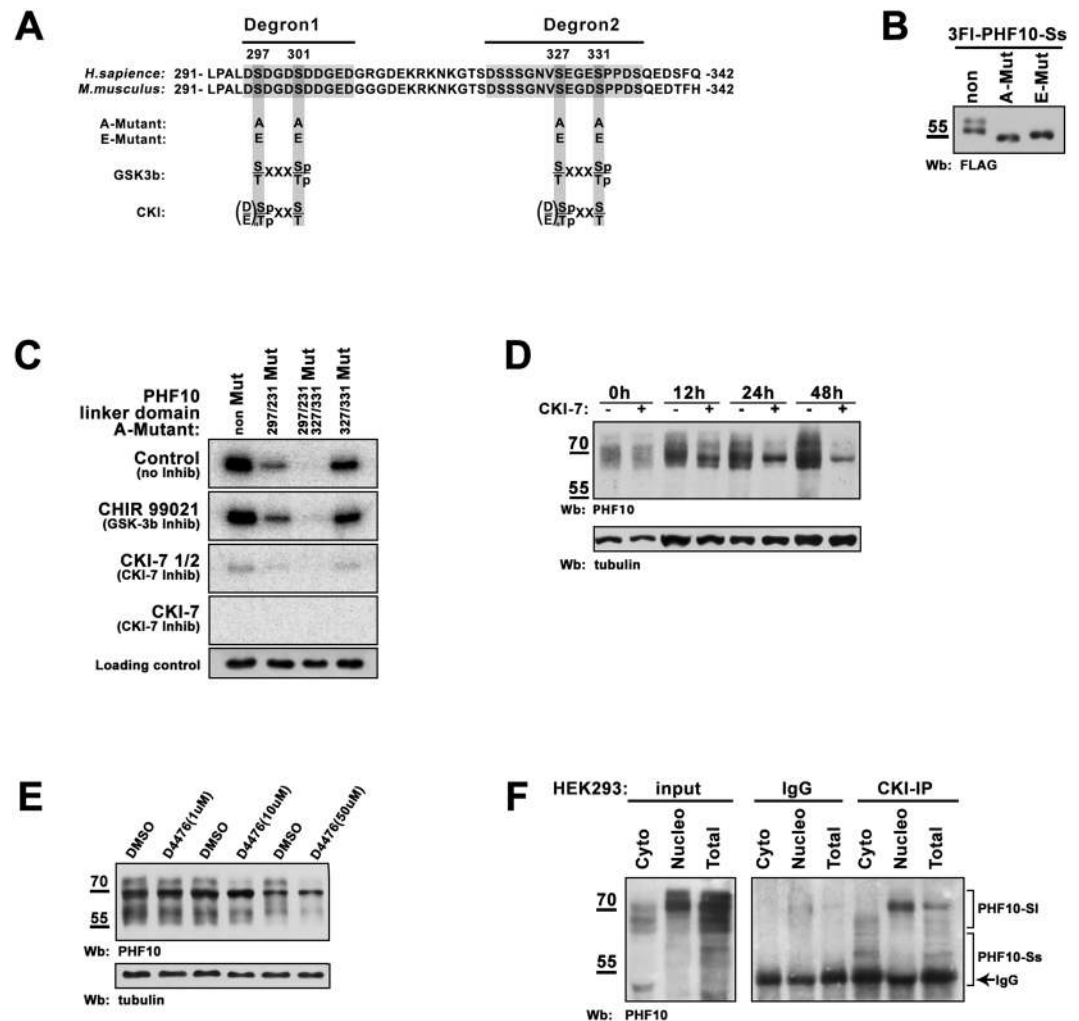 A
Degron1 Degron2
297 301 327 331
H.sapience: 291- LPALDSDGDSDDGEDGRGDEKRKNKGTSDSSSGNVSEGESPPDSQEDSFQ -342
M.musculus: 291- LPALDSDGDSDDGEDGGGDEKRKNKGTSDSSSGNVSEGDSPPDSQEDTFH -342
A-Mutant: A A A A
E-Mutant: E E E E
GSK3b: S/T XXX Sp/Tp S/T XXX Sp/Tp
CKI: (D/E)n Sp/Tp XX S/T (D/E)n Sp/Tp XX S/T
B
3Fl-PHF10-Ss
non A-Mut E-Mut
55
Wb: FLAG
C
PHF10
linker domain
A-Mutant:
non Mut
297/231 Mut
297/231 Mut
327/331
327/331 Mut
Control
(no Inhib)
CHIR 99021
(GSK-3b Inhib)
CKI-7 1/2
(CKI-7 Inhib)
CKI-7
(CKI-7 Inhib)
Loading control
D
0h 12h 24h 48h
CKI-7: - + - + - + - +
70
55
Wb: PHF10
Wb: tubulin
E
DMSO D4476(1uM) DMSO D4476(10uM) DMSO D4476(50uM)
70
55
Wb: PHF10
Wb: tubulin
F
HEK293: input IgG CKI-IP
Cyto Nucleo Total Cyto Nucleo Total Cyto Nucleo Total
70
55
PHF10-Sl
PHF10-Ss
IgG
Wb: PHF10